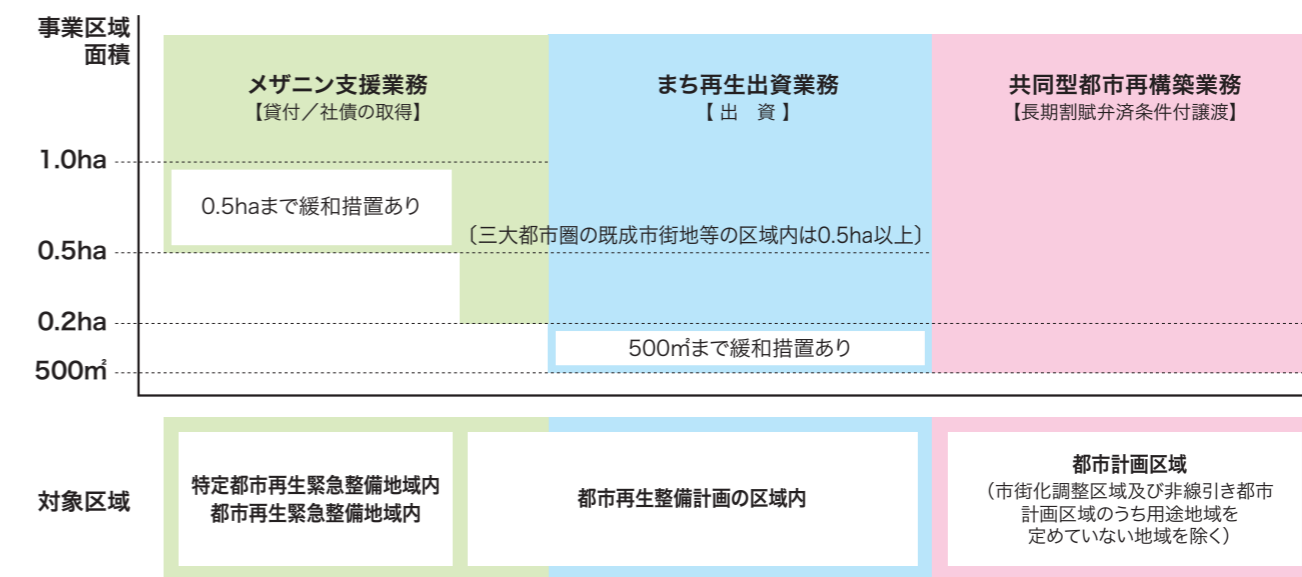 事業区域
面積
メザニン支援業務
【貸付／社債の取得】
まち再生出資業務
【出　資】
共同型都市再構築業務
【長期割賦弁済条件付譲渡】
1.0ha
0.5haまで緩和措置あり
〔三大都市圏の既成市街地等の区域内は0.5ha以上〕
0.5ha
0.2ha
500㎡まで緩和措置あり
500㎡
対象区域
特定都市再生緊急整備地域内
都市再生緊急整備地域内
都市再生整備計画の区域内
都市計画区域
（市街化調整区域及び非線引き都市
計画区域のうち用途地域を
定めていない地域を除く）